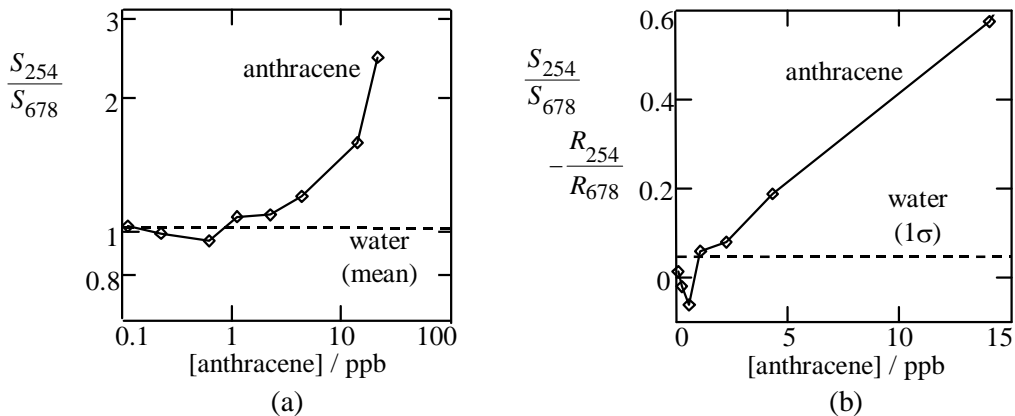 3
2
1
0.8
S254
S678
anthracene
water
(mean)
0.1 1 10 100
[anthracene] / ppb
(a)
0.6
0.4
0.2
0
S254
S678
− R254
R678
anthracene
water
(1σ)
0 5 10 15
[anthracene] / ppb
(b)